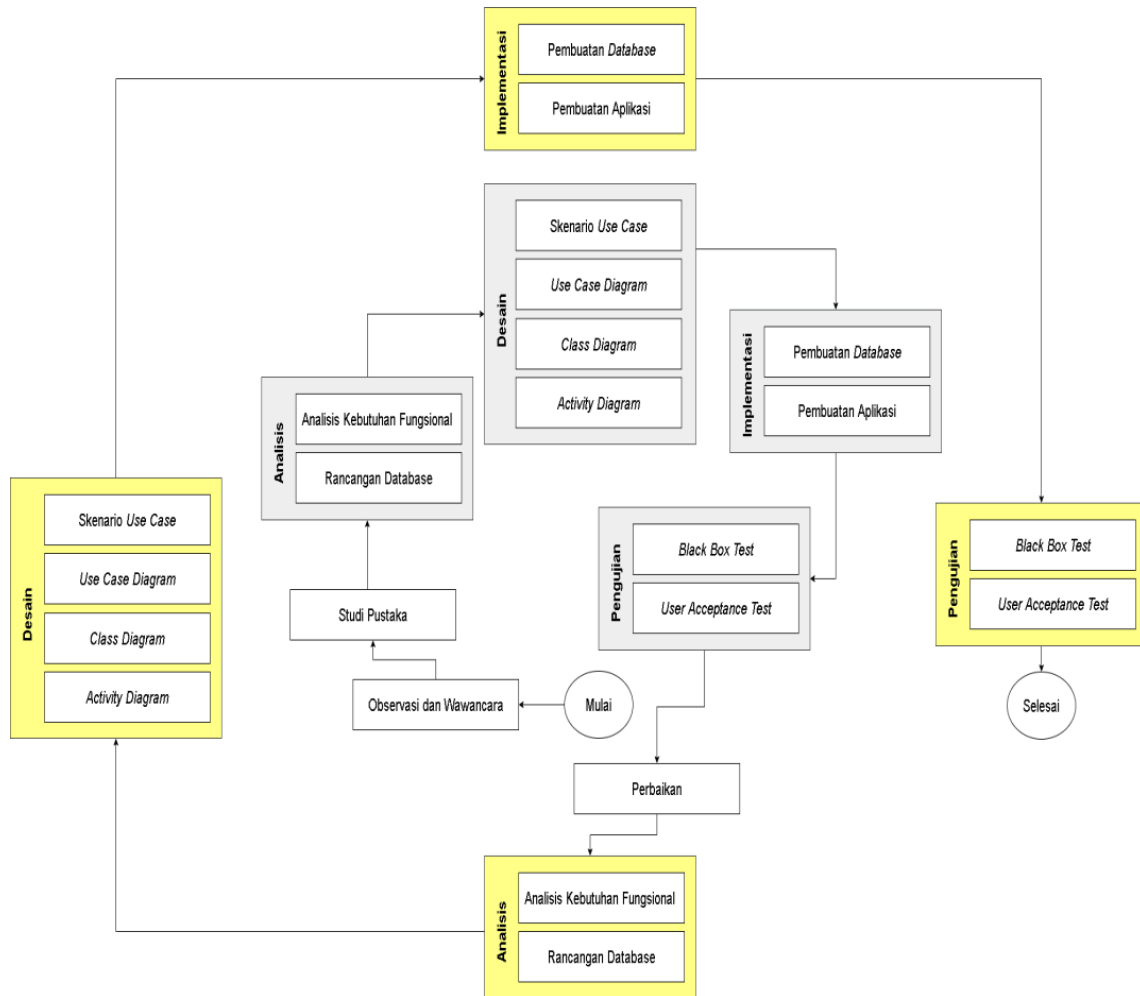 Implementasi
Pembuatan Database
Pembuatan Aplikasi
Desain
Skenario Use Case
Use Case Diagram
Class Diagram
Activity Diagram
Implementasi
Pembuatan Database
Pembuatan Aplikasi
Analisis
Analisis Kebutuhan Fungsional
Rancangan Database
Desain
Skenario Use Case
Use Case Diagram
Class Diagram
Activity Diagram
Pengujian
Black Box Test
User Acceptance Test
Pengujian
Black Box Test
User Acceptance Test
Studi Pustaka
Observasi dan Wawancara
Mulai
Selesai
Perbaikan
Analisis
Analisis Kebutuhan Fungsional
Rancangan Database